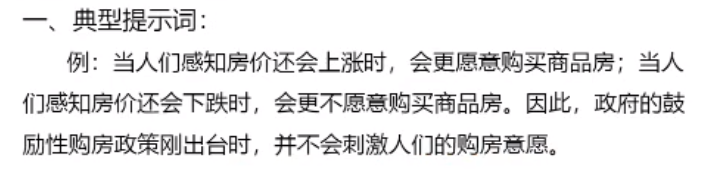 一、典型提示词：
例：当人们感知房价还会上涨时，会更愿意购买商品房；当人
们感知房价还会下跌时，会更不愿意购买商品房。因此，政府的鼓
励性购房政策刚出台时，并不会刺激人们的购房意愿。